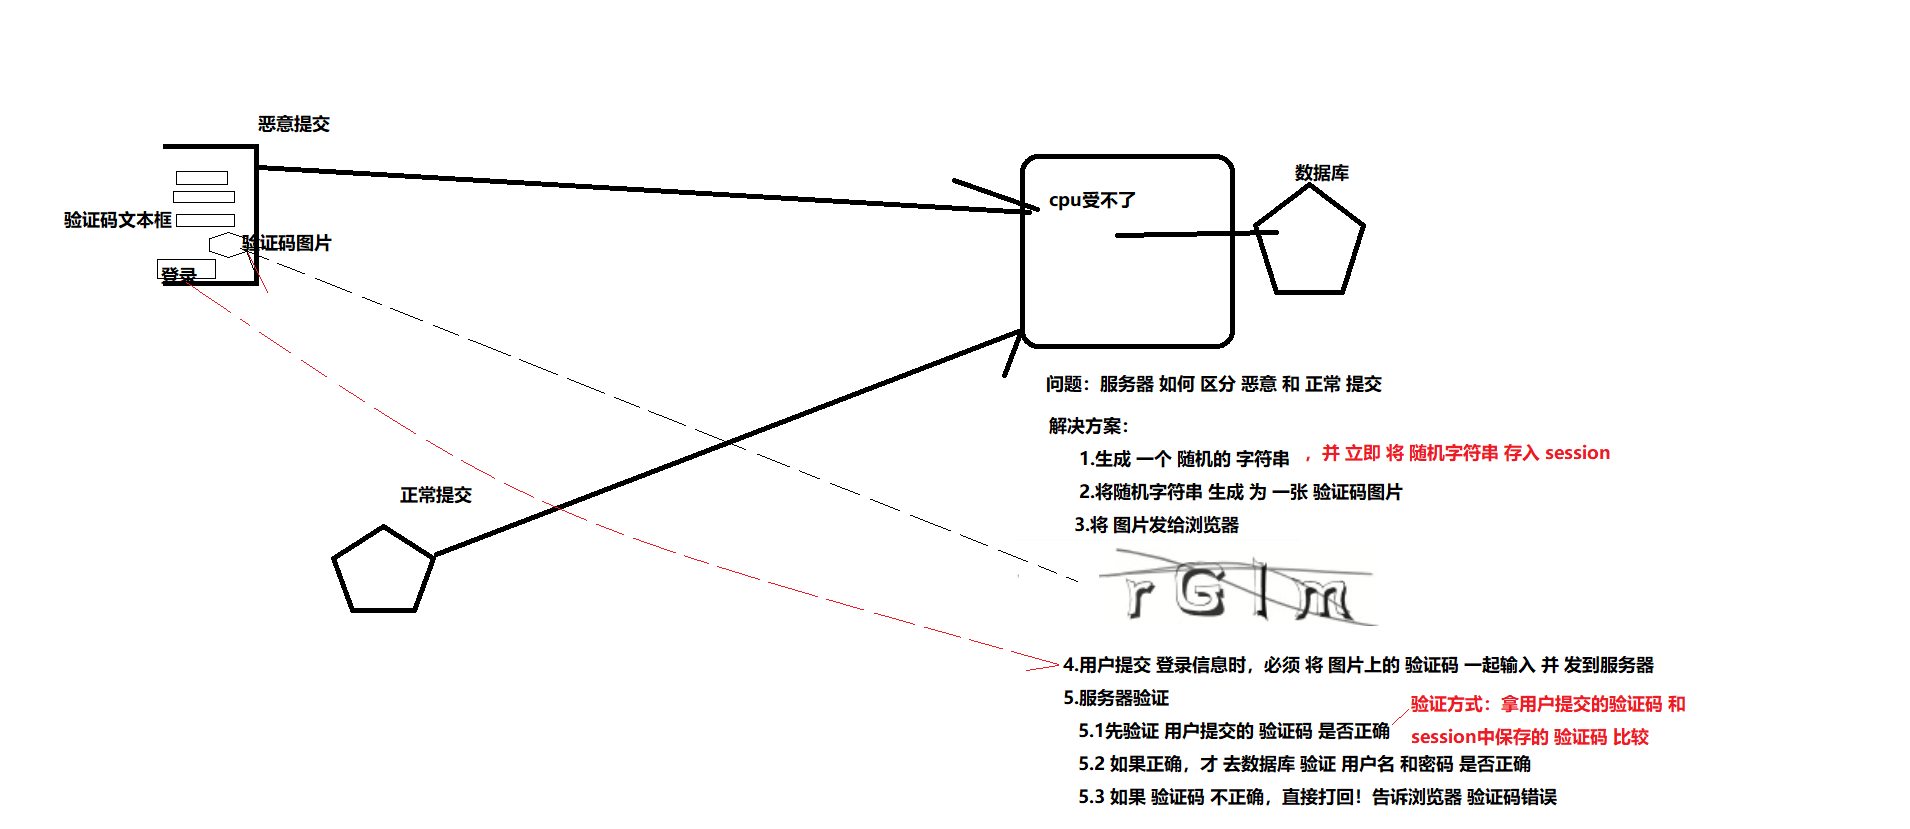 恶意提交
验证码文本框
验证码图片
登录
cpu受不了
数据库
正常提交
问题：服务器 如何 区分 恶意 和 正常 提交
解决方案：
1.生成 一个 随机的 字符串 ，并 立即 将 随机字符串 存入 session
2.将随机字符串 生成 为 一张 验证码图片
3.将 图片发给浏览器
rGlm
4.用户提交 登录信息时，必须 将 图片上的 验证码 一起输入 并 发到服务器
5.服务器验证
验证方式：拿用户提交的验证码 和
5.1先验证 用户提交的 验证码 是否正确
session中保存的 验证码 比较
5.2 如果正确，才 去数据库 验证 用户名 和密码 是否正确
5.3 如果 验证码 不正确，直接打回！告诉浏览器 验证码错误